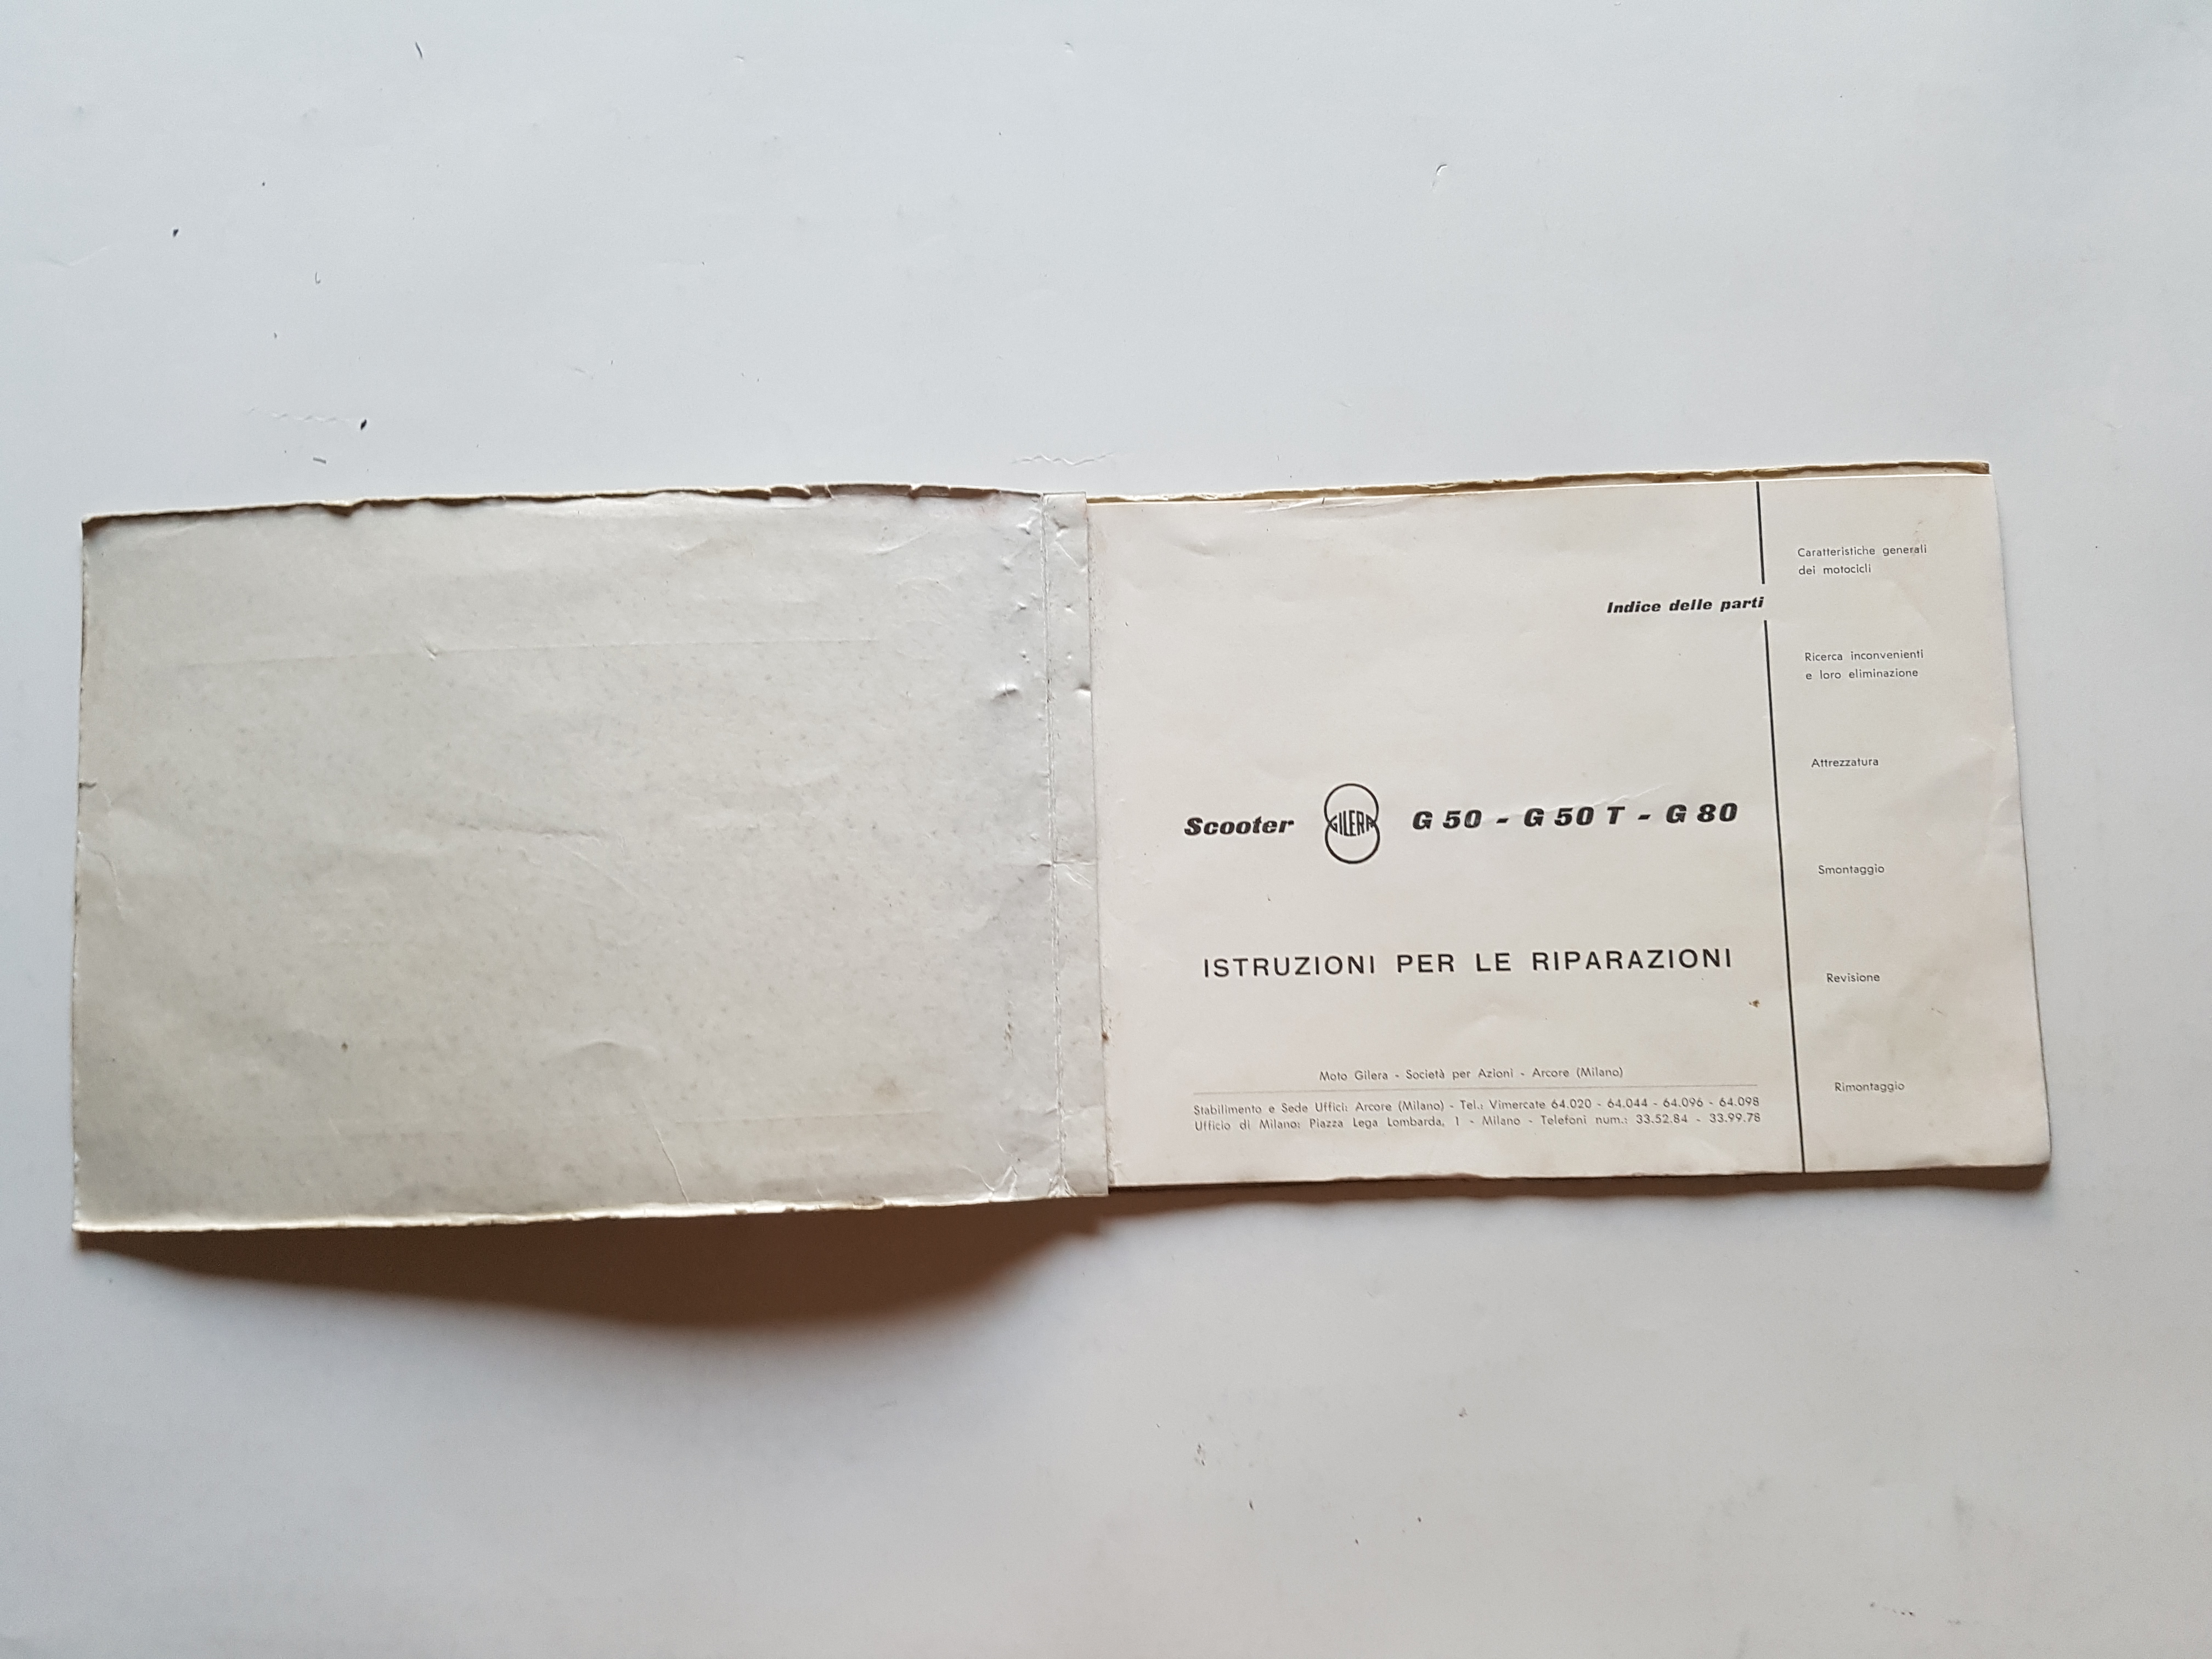 Indice delle parti
Scooter GILERA G 50 - G 50 T - G 80
ISTRUZIONI PER LE RIPARAZIONI
Moto Gilera - Società per Azioni - Arcore (Milano)
Stabilimento e Sede Uffici: Arcore (Milano) - Tel.: Vimercate 64.020 - 64.044 - 64.096 - 64.098
Ufficio di Milano: Piazza Lega Lombarda, 1 - Milano - Telefoni num.: 33.52.84 - 33.99.78
Caratteristiche generali
dei motocicli
Ricerca inconvenienti
e loro eliminazione
Attrezzatura
Smontaggio
Revisione
Rimontaggio